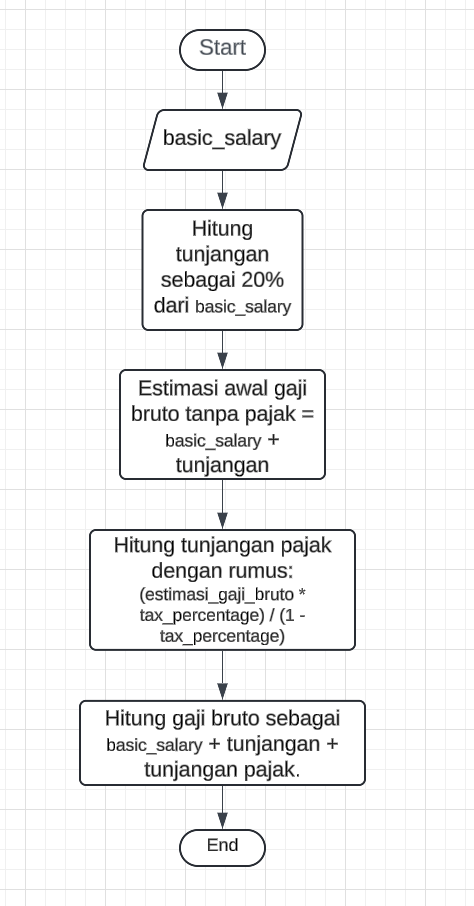 Start
basic_salary
Hitung
tunjangan
sebagai 20%
dari basic_salary
Estimasi awal gaji
bruto tanpa pajak =
basic_salary +
tunjangan
Hitung tunjangan pajak
dengan rumus:
(estimasi_gaji_bruto *
tax_percentage) / (1 -
tax_percentage)
Hitung gaji bruto sebagai
basic_salary + tunjangan +
tunjangan pajak.
End